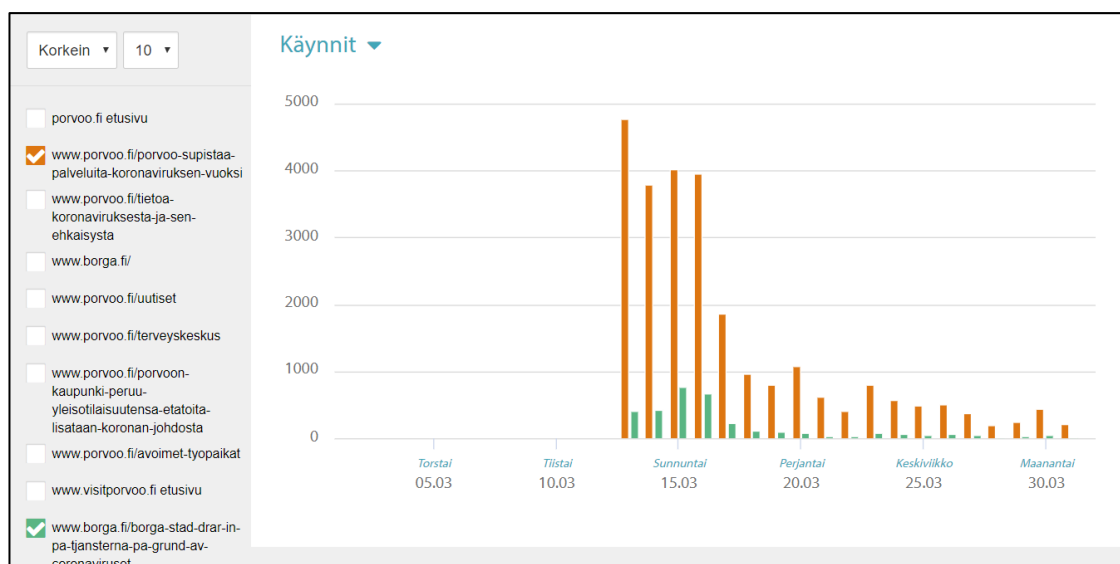 Korkein
10
Käynnit
porvoo.fi etusivu
www.porvoo.fi/porvoo-supistaa-
palveluita-koronaviruksen-vuoksi
www.porvoo.fi/tietoa-
koronaviruksesta-ja-sen-
ehkaisysta
www.borga.fi/
www.porvoo.fi/uutiset
www.porvoo.fi/terveyskeskus
www.porvoo.fi/porvoon-
kaupunki-peruu-
yleisotilaisuutensa-etatoita-
lisataan-koronan-johdosta
www.porvoo.fi/avoimet-tyopaikat
www.visitporvoo.fi etusivu
www.borga.fi/borga-stad-drar-in-
pa-tjansterna-pa-grund-av-
coronaviruset
5000
4000
3000
2000
1000
0
Torstai
05.03
Tiistai
10.03
Sunnuntai
15.03
Perjantai
20.03
Keskiviikko
25.03
Maanantai
30.03